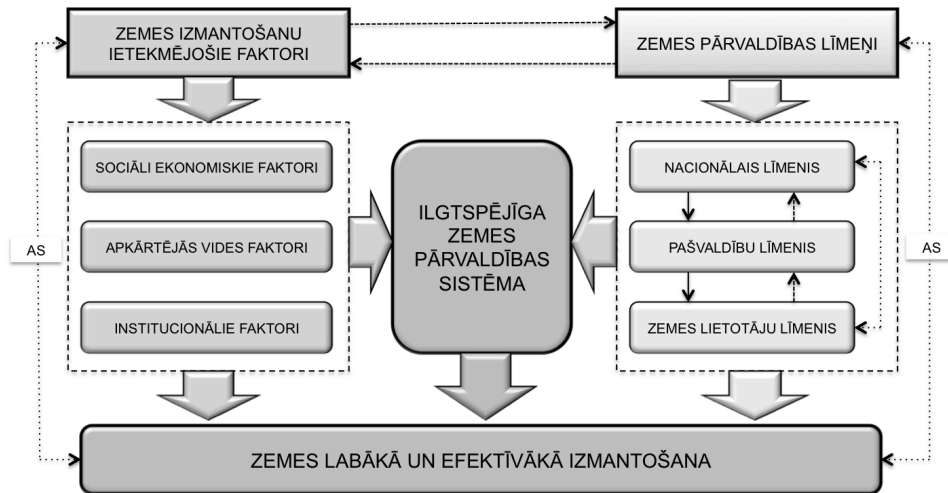 ZEMES IZMANTOŠANU
IETEKMĒJOŠIE FAKTORI
ZEMES PĀRVALDĪBAS LĪMEŅI
SOCIĀLI EKONOMISKIE FAKTORI
APKĀRTĒJĀS VIDES FAKTORI
INSTITUCIONĀLIE FAKTORI
AS
ILGTSPĒJĪGA
ZEMES
PĀRVALDĪBAS
SISTĒMA
NACIONĀLAIS LĪMENIS
PAŠVALDĪBU LĪMENIS
ZEMES LIETOTĀJU LĪMENIS
AS
ZEMES LABĀKĀ UN EFEKTĪVĀKĀ IZMANTOŠANA